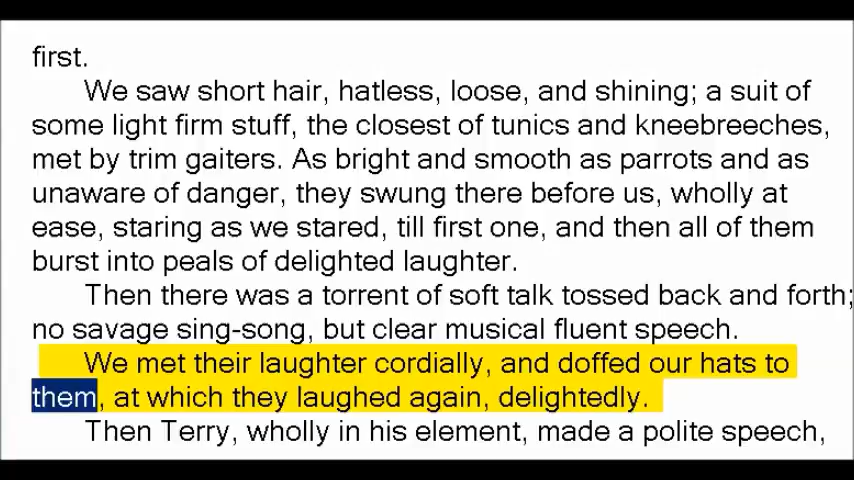 first.
We saw short hair, hatless, loose, and shining; a suit of
some light firm stuff, the closest of tunics and kneebreeches,
met by trim gaiters. As bright and smooth as parrots and as
unaware of danger, they swung there before us, wholly at
ease, staring as we stared, till first one, and then all of them
burst into peals of delighted laughter.
Then there was a torrent of soft talk tossed back and forth;
no savage sing-song, but clear musical fluent speech.
We met their laughter cordially, and doffed our hats to
them, at which they laughed again, delightedly.
Then Terry, wholly in his element, made a polite speech,